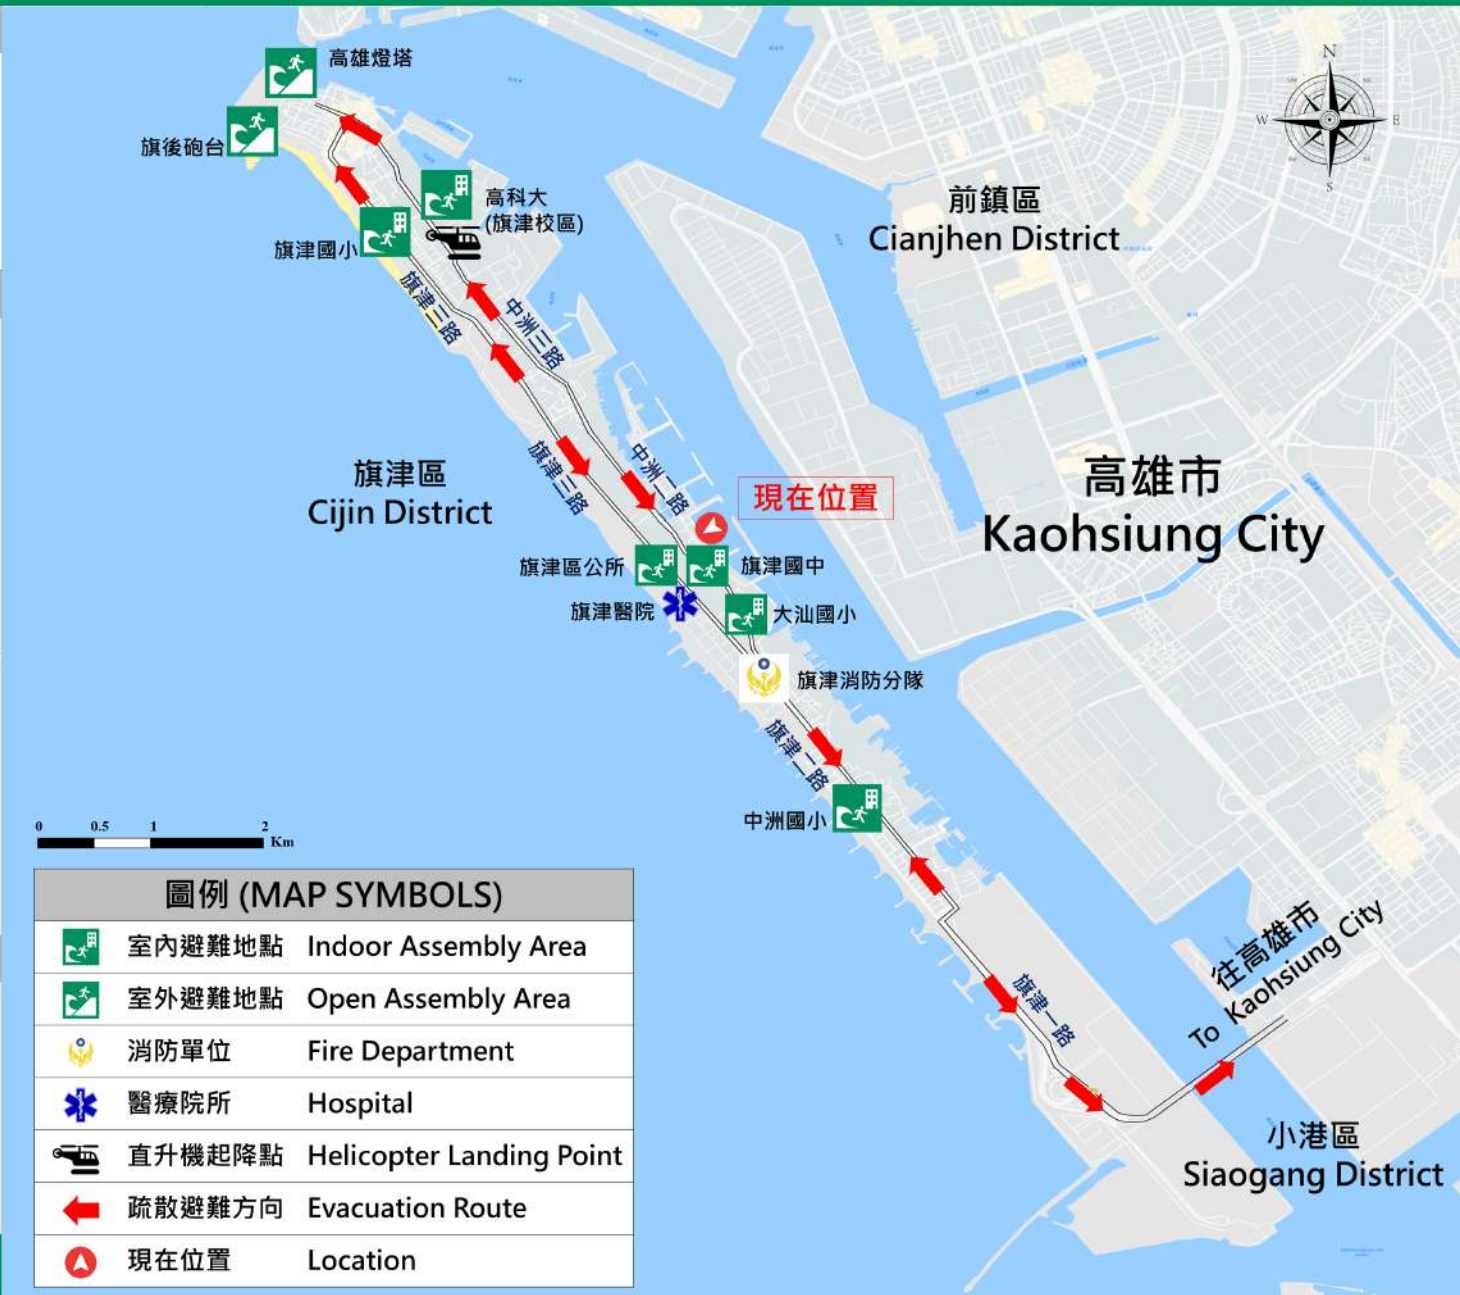 高雄燈塔
旗後砲台
高科大
(旗津校區)
旗津國小
旗津三路
中洲三路
旗津三路
中洲二路
N
W
E
S
前鎮區
Cianjhen District
旗津區
Cijin District
高雄市
Kaohsiung City
現在位置
旗津區公所
旗津國中
旗津醫院
大汕國小
旗津消防分隊
旗津二路
中洲國小
旗津一路
往高雄市
To Kaohsiung City
小港區
Siaogang District
0 0.5 1 2
Km
圖例 (MAP SYMBOLS)
室內避難地點 Indoor Assembly Area
室外避難地點 Open Assembly Area
消防單位 Fire Department
醫療院所 Hospital
直升機起降點 Helicopter Landing Point
疏散避難方向 Evacuation Route
現在位置 Location